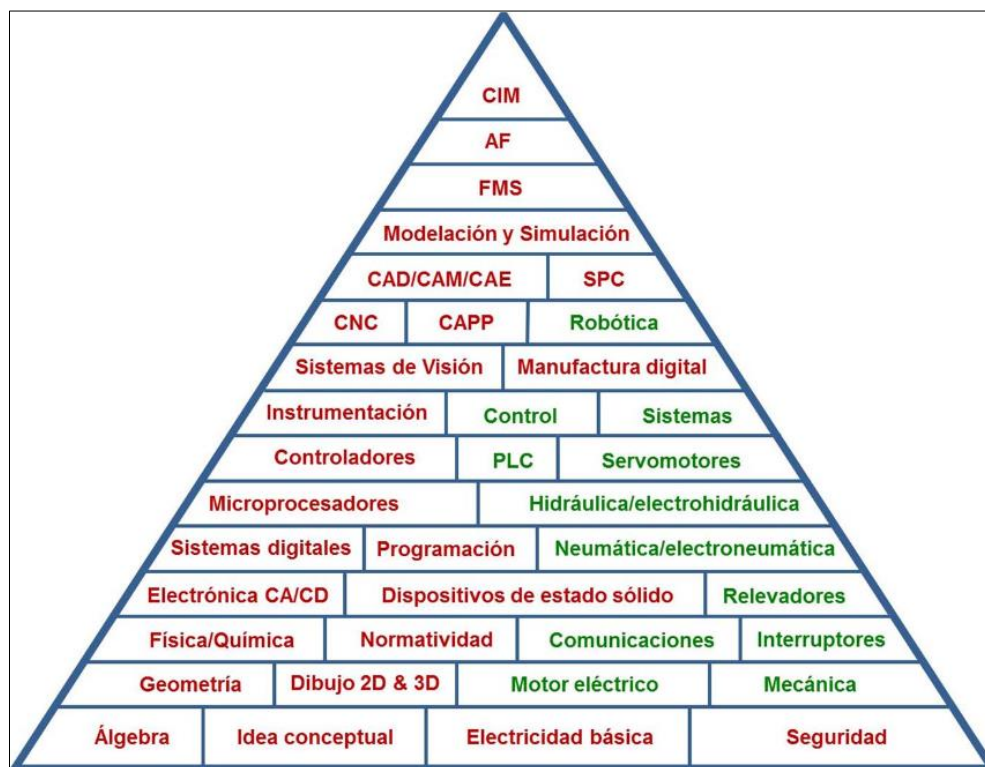 CIM
AF
FMS
Modelación y Simulación
CAD/CAM/CAE SPC
CNC CAPP Robótica
Sistemas de Visión Manufactura digital
Instrumentación Control Sistemas
Controladores PLC Servomotores
Microprocesadores Hidráulica/electrohidráulica
Sistemas digitales Programación Neumática/electroneumática
Electrónica CA/CD Dispositivos de estado sólido Relevadores
Física/Química Normatividad Comunicaciones Interruptores
Geometría Dibujo 2D & 3D Motor eléctrico Mecánica
Álgebra Idea conceptual Electricidad básica Seguridad